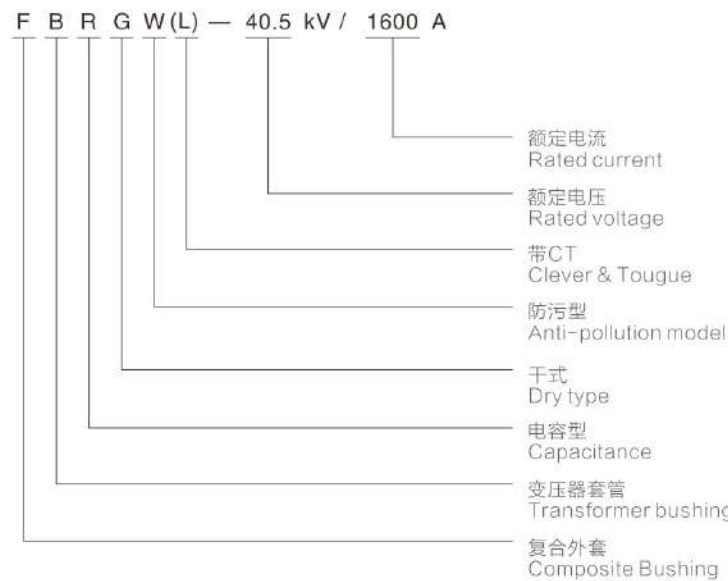 F B R G W (L) — 40.5 kV / 1600 A
额定电流
Rated current
额定电压
Rated voltage
带CT
Clever & Tougue
防污型
Anti-pollution model
干式
Dry type
电容型
Capacitance
变压器套管
Transformer bushing
复合外套
Composite Bushing